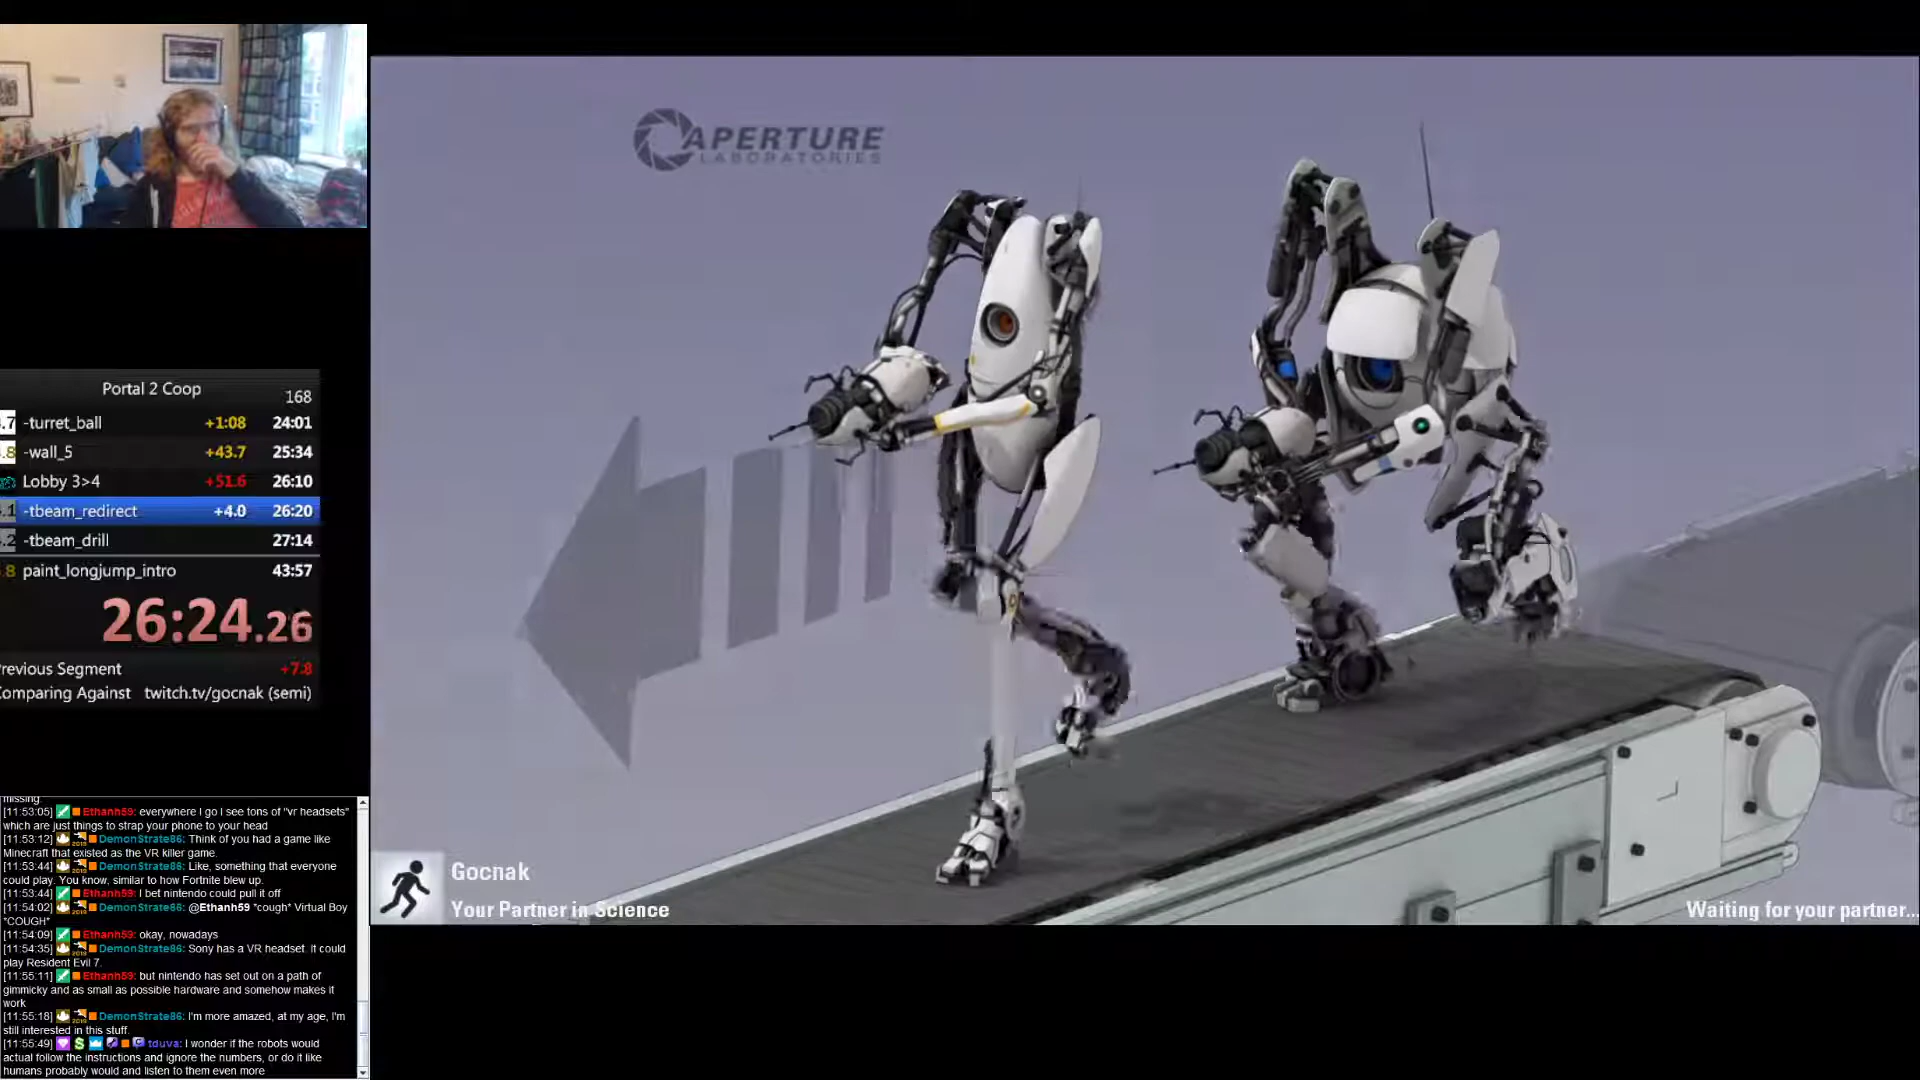 APERTURE
LABORATORIES
Portal 2 Coop
168
-turret_ball +1:08 24:01
-wall_5 +43.7 25:34
Lobby 3>4 +51.6 26:10
-tbeam_redirect +4.0 26:20
-tbeam_drill 27:14
paint_longjump_intro 43:57
26:24.26
Previous Segment +7.8
Comparing Against twitch.tv/gocnak (semi)
missing
[11:53:05] Ethanh59: everywhere I go I see tons of "vr headsets"
which are just things to strap your phone to your head
[11:53:12] DemonStrate86: Think of you had a game like
Minecraft that existed as the VR killer game.
[11:53:44] DemonStrate86: Like, something that everyone
could play. You know, similar to how Fortnite blew up.
[11:53:44] Ethanh59: I bet nintendo could pull it off
[11:54:02] DemonStrate86: @Ethanh59 *cough* Virtual Boy
*COUGH*
[11:54:09] Ethanh59: okay, nowadays
[11:54:35] DemonStrate86: Sony has a VR headset. It could
play Resident Evil 7.
[11:55:11] Ethanh59: but nintendo has set out on a path of
gimmicky and as small as possible hardware and somehow makes it
work
[11:55:18] DemonStrate86: I'm more amazed, at my age, I'm
still interested in this stuff.
[11:55:49] tduva: I wonder if the robots would
actual follow the instructions and ignore the numbers, or do it like
humans probably would and listen to them even more
Gocnak
Your Partner in Science
Waiting for your partner...